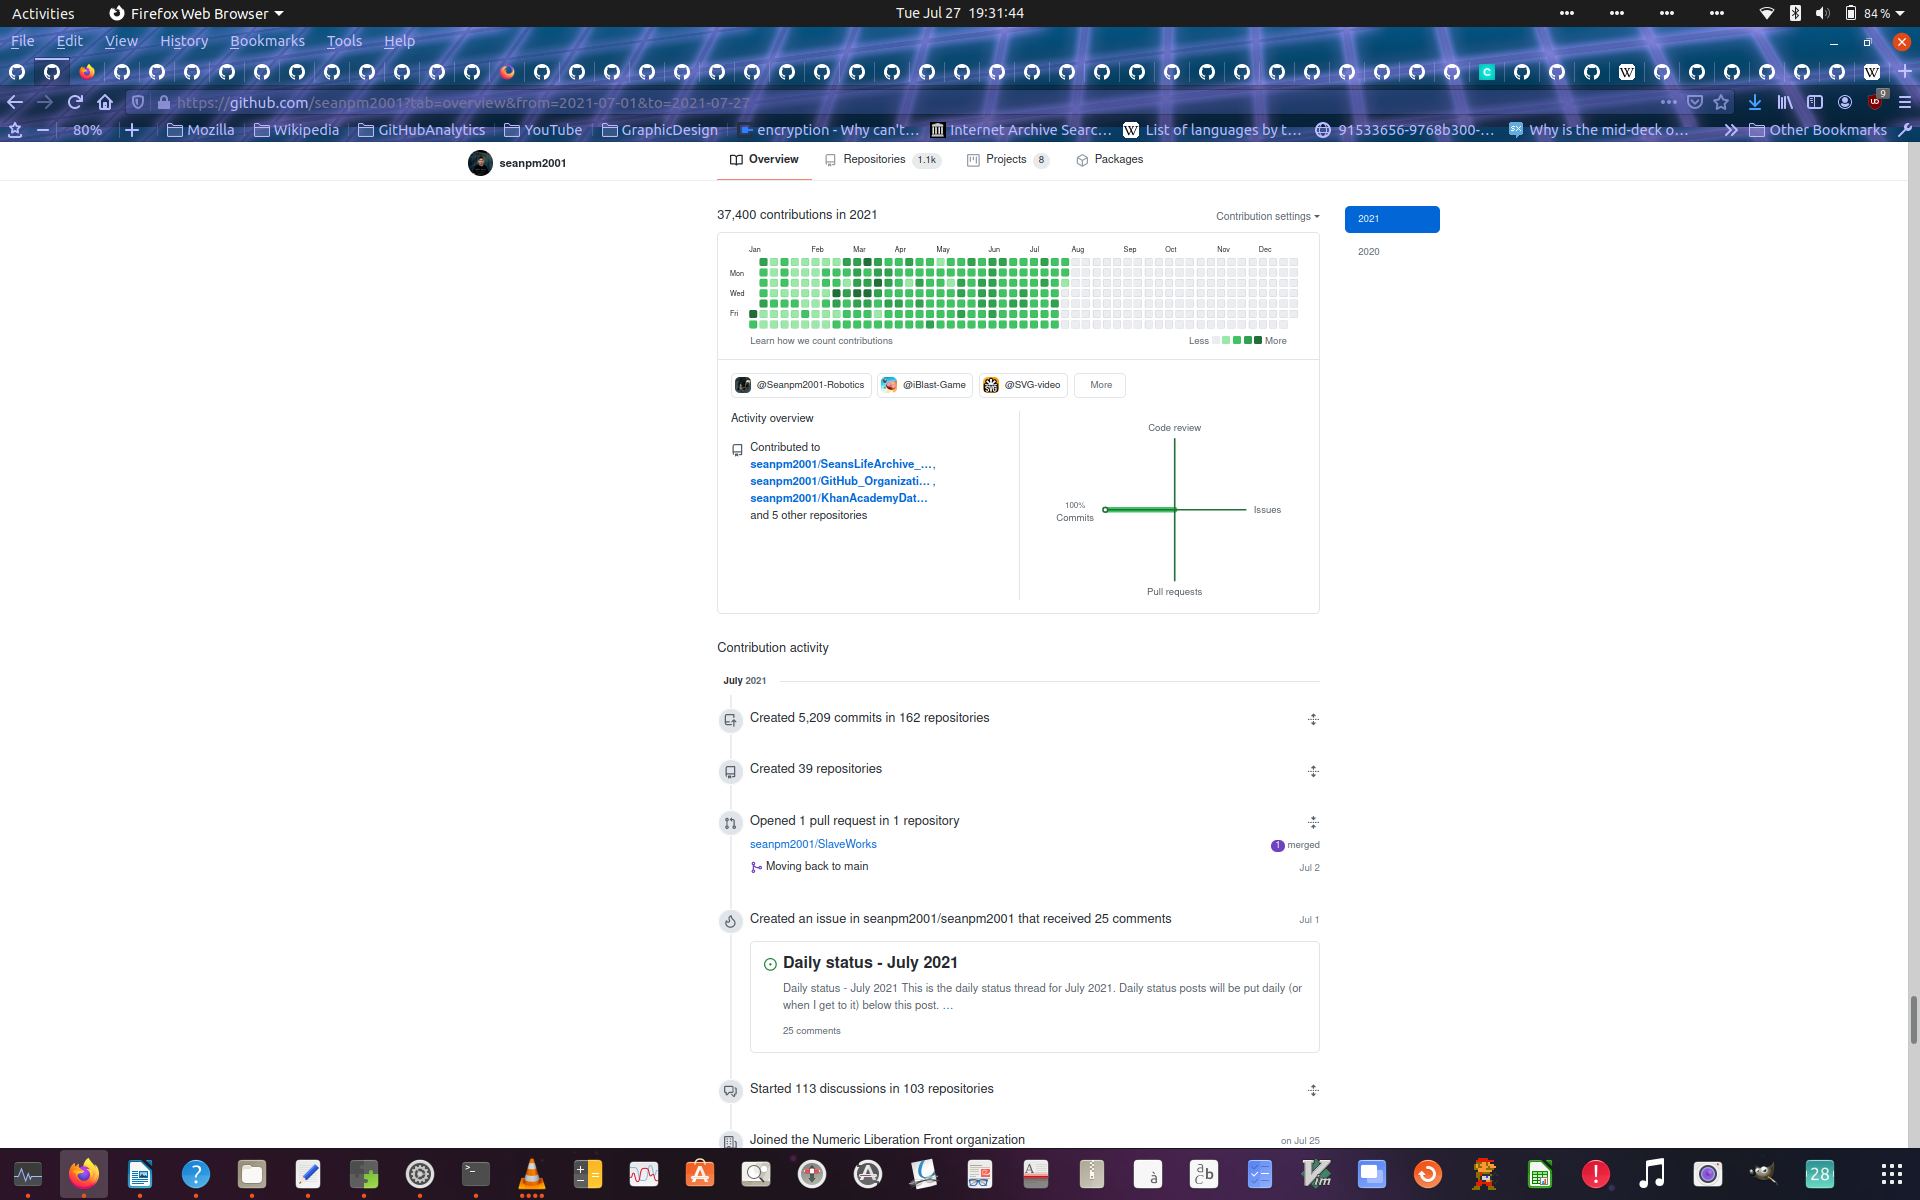 Activities
Firefox Web Browser
Tue Jul 27 19:31:44
84 %
File Edit View History Bookmarks Tools Help
https://github.com/seanpm2001?tab=overview&from=2021-07-01&to=2021-07-27
9
80%
Mozilla
Wikipedia
GitHubAnalytics
YouTube
GraphicDesign
encryption - Why can't…
Internet Archive Searc…
List of languages by t…
91533656-9768b300-…
Why is the mid-deck o…
Other Bookmarks
seanpm2001
Overview
Repositories 1.1k
Projects 8
Packages
37,400 contributions in 2021
Contribution settings
2021
2020
Jan Feb Mar Apr May Jun Jul Aug Sep Oct Nov Dec
Mon
Wed
Fri
Learn how we count contributions
Less More
@Seanpm2001-Robotics
@iBlast-Game
@SVG-video
More
Activity overview
Contributed to
seanpm2001/SeansLifeArchive_…,
seanpm2001/GitHub_Organizati… ,
seanpm2001/KhanAcademyDat…
and 5 other repositories
Code review
100%
Commits
Issues
Pull requests
Contribution activity
July 2021
Created 5,209 commits in 162 repositories
Created 39 repositories
Opened 1 pull request in 1 repository
seanpm2001/SlaveWorks
1 merged
Moving back to main
Jul 2
Created an issue in seanpm2001/seanpm2001 that received 25 comments
Jul 1
Daily status - July 2021
Daily status - July 2021 This is the daily status thread for July 2021. Daily status posts will be put daily (or
when I get to it) below this post. …
25 comments
Started 113 discussions in 103 repositories
Joined the Numeric Liberation Front organization
on Jul 25
28